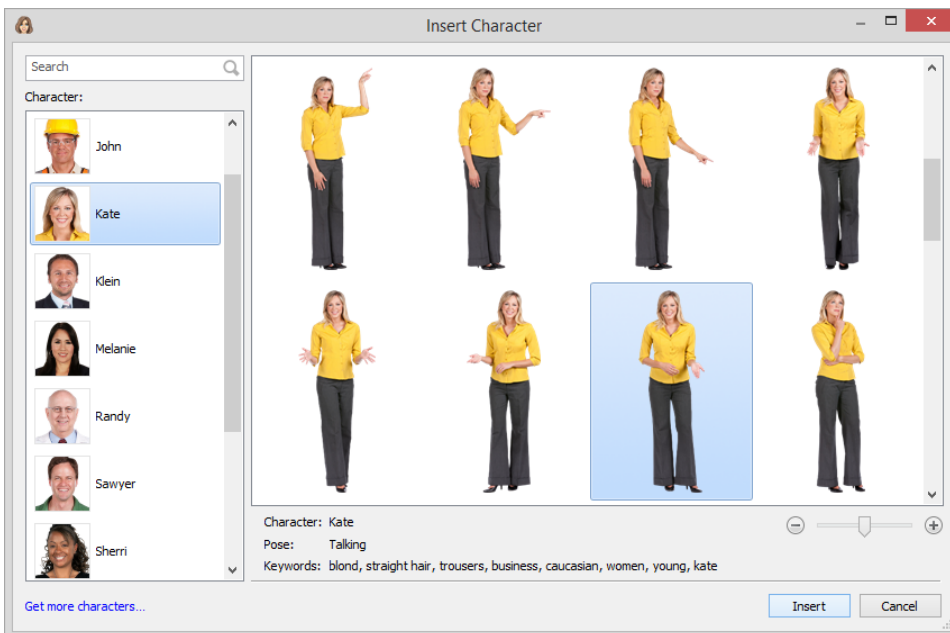 Insert Character
Search
Character:
John
Kate
Klein
Melanie
Randy
Sawyer
Sherri
Character: Kate
Pose: Talking
Keywords: blond, straight hair, trousers, business, caucasian, women, young, kate
Get more characters...
Insert
Cancel